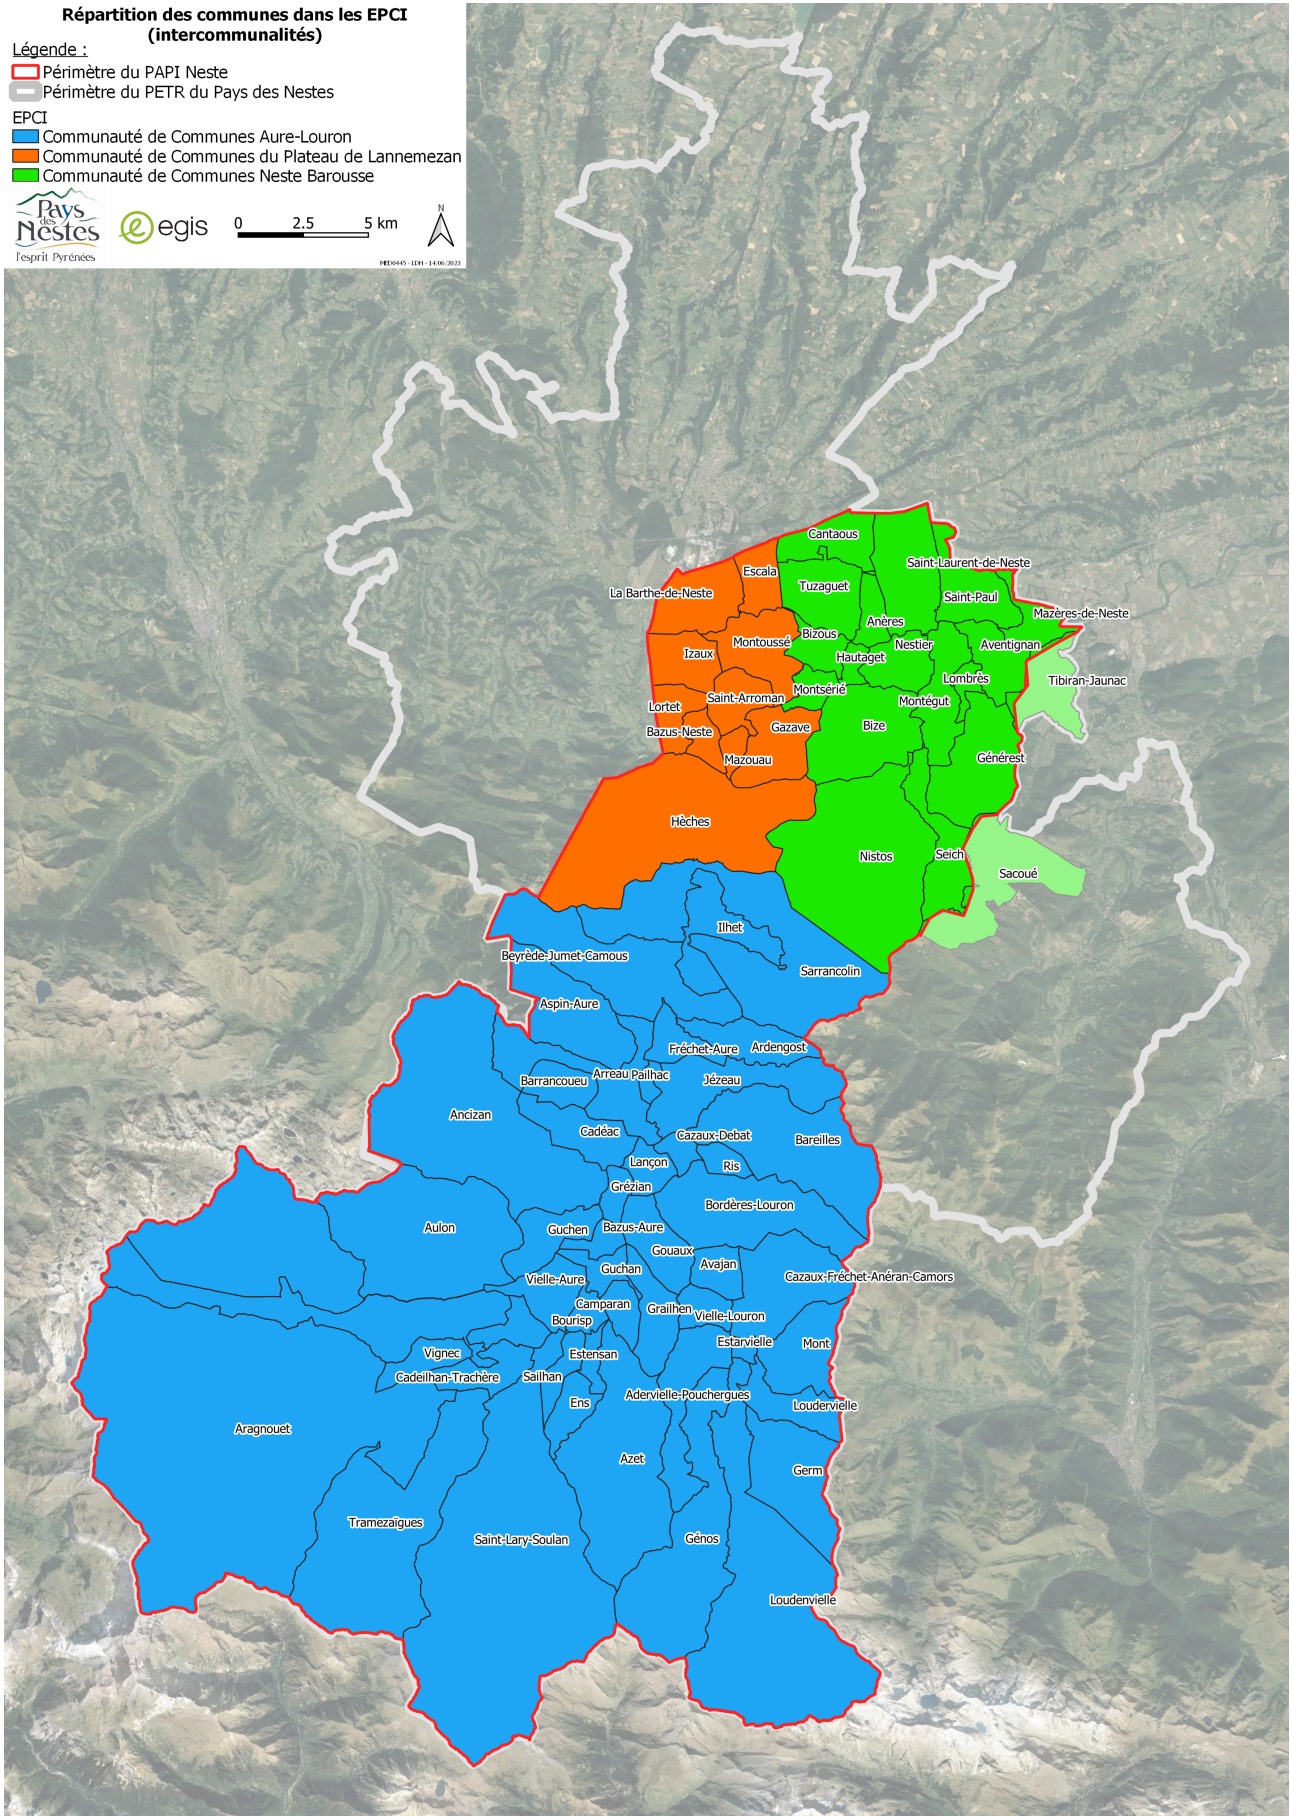 Répartition des communes dans les EPCI
(intercommunalités)
Légende :
Périmètre du PAPI Neste
Périmètre du PETR du Pays des Nestes
EPCI
Communauté de Communes Aure-Louron
Communauté de Communes du Plateau de Lannemezan
Communauté de Communes Neste Barousse
Pays
des
Nestes
l'esprit Pyrénées
egis
0 2.5 5 km
N
MED0445 - LDH - 14/06/2023
Cantaous
Saint-Laurent-de-Neste
Escala
Tuzaguet
La Barthe-de-Neste
Saint-Paul
Mazères-de-Neste
Anères
Bizous
Montoussé
Nestier
Aventignan
Izaux
Hautaget
Lombrès
Tibiran-Jaunac
Montsérié
Saint-Arroman
Montégut
Lortet
Bize
Gazave
Bazus-Neste
Mazouau
Générest
Hèches
Nistos
Seich
Sacoué
Ilhet
Beyrède-Jumet-Camous
Sarrancolin
Aspin-Aure
Fréchet-Aure
Ardengost
Arreau
Pailhac
Barrancoueu
Jézeau
Ancizan
Cadéac
Cazaux-Debat
Bareilles
Lançon
Ris
Grézian
Bordères-Louron
Aulon
Guchen
Bazus-Aure
Gouaux
Avajan
Guchan
Cazaux-Fréchet-Anéran-Camors
Vielle-Aure
Camparan
Grailhen
Vielle-Louron
Bourisp
Estarvielle
Mont
Vignec
Estensan
Cadeilhan-Trachère
Sailhan
Adervielle-Pouchergues
Ens
Loudervielle
Aragnouet
Azet
Germ
Tramezaïgues
Saint-Lary-Soulan
Génos
Loudenvielle